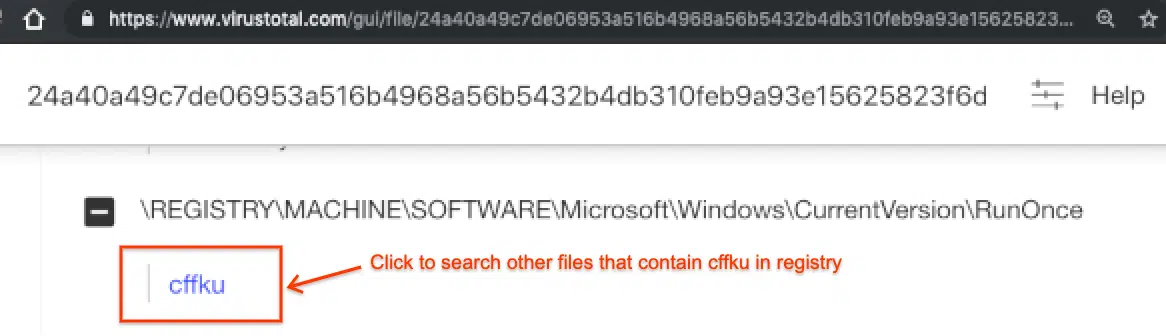 https://www.virustotal.com/gui/file/24a40a49c7de06953a516b4968a56b5432b4db310feb9a93e15625823...
24a40a49c7de06953a516b4968a56b5432b4db310feb9a93e15625823f6d
Help
\REGISTRY\MACHINE\SOFTWARE\Microsoft\Windows\CurrentVersion\RunOnce
Click to search other files that contain cffku in registry
cffku